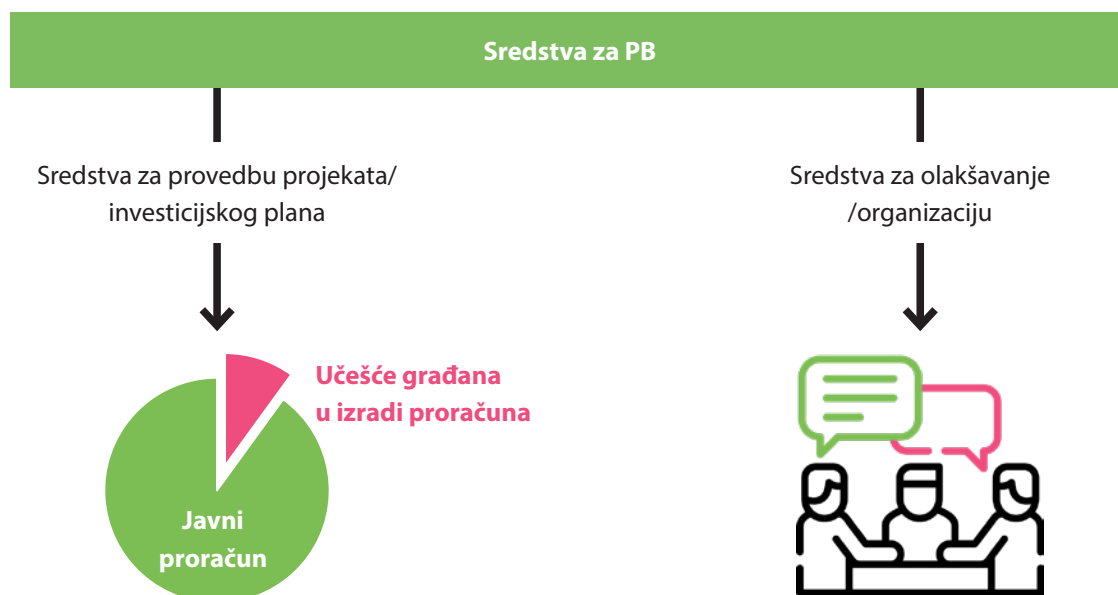 Sredstva za PB
Sredstva za provedbu projekata/
investicijskog plana
Sredstva za olakšavanje
/organizaciju
Učešće građana
u izradi proračuna
Javni
proračun